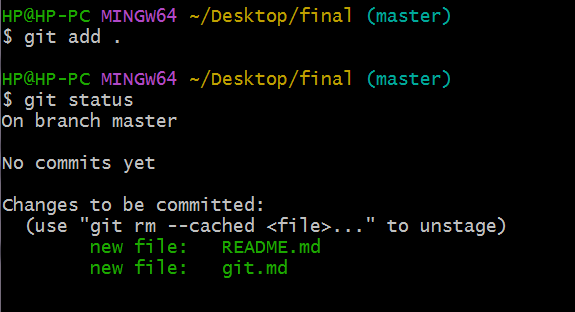 HP@HP-PC MINGW64 ~/Desktop/final (master)
$ git add .
HP@HP-PC MINGW64 ~/Desktop/final (master)
$ git status
On branch master
No commits yet
Changes to be committed:
  (use "git rm --cached <file>..." to unstage)
        new file:   README.md
        new file:   git.md